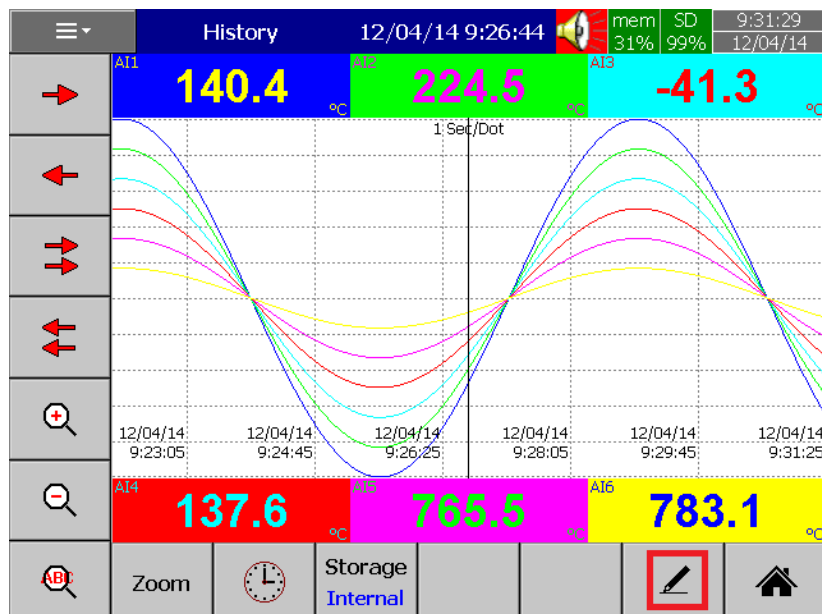 History
12/04/14 9:26:44
mem
31%
SD
99%
9:31:29
12/04/14
AI1
140.4
°C
AI2
224.5
°C
AI3
-41.3
°C
1 Sec/Dot
12/04/14
9:23:05
12/04/14
9:24:45
12/04/14
9:26:25
12/04/14
9:28:05
12/04/14
9:29:45
12/04/14
9:31:25
AI4
137.6
°C
AI5
765.5
°C
AI6
783.1
°C
ABC
Zoom
Storage
Internal